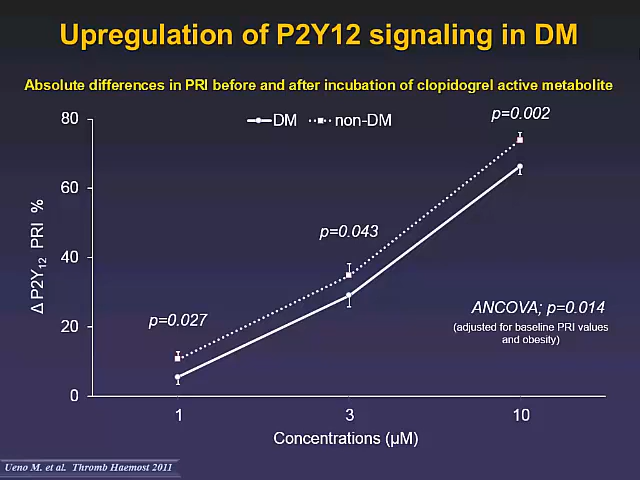 Upregulation of P2Y12 signaling in DM
Absolute differences in PRI before and after incubation of clopidogrel active metabolite
p=0.002
80
DM
non-DM
60
p=0.043
Δ P2Y12 PRI %
40
ANCOVA; p=0.014
(adjusted for baseline PRI values
and obesity)
p=0.027
20
0
1
3
10
Concentrations (µM)
Ueno M. et al. Thromb Haemost 2011